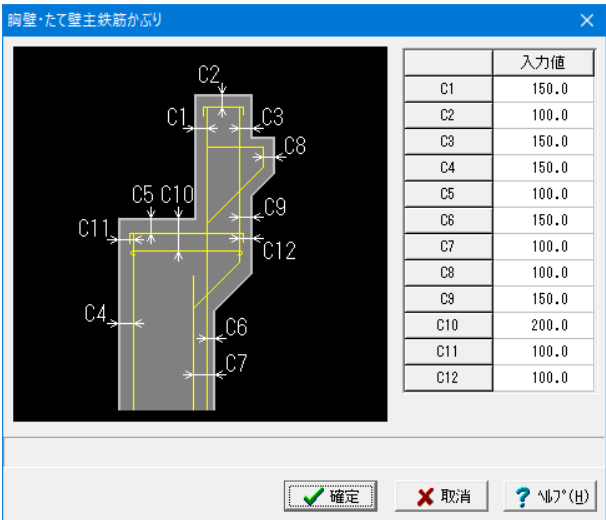 胸壁・たて壁主鉄筋かぶり
C2
C1 C3
C8
C5 C10
C9
C11
C12
C4
C6
C7
入力値
C1 150.0
C2 100.0
C3 150.0
C4 150.0
C5 100.0
C6 150.0
C7 100.0
C8 100.0
C9 150.0
C10 200.0
C11 100.0
C12 100.0
確定 取消 ﾍﾙﾌﾟ(H)